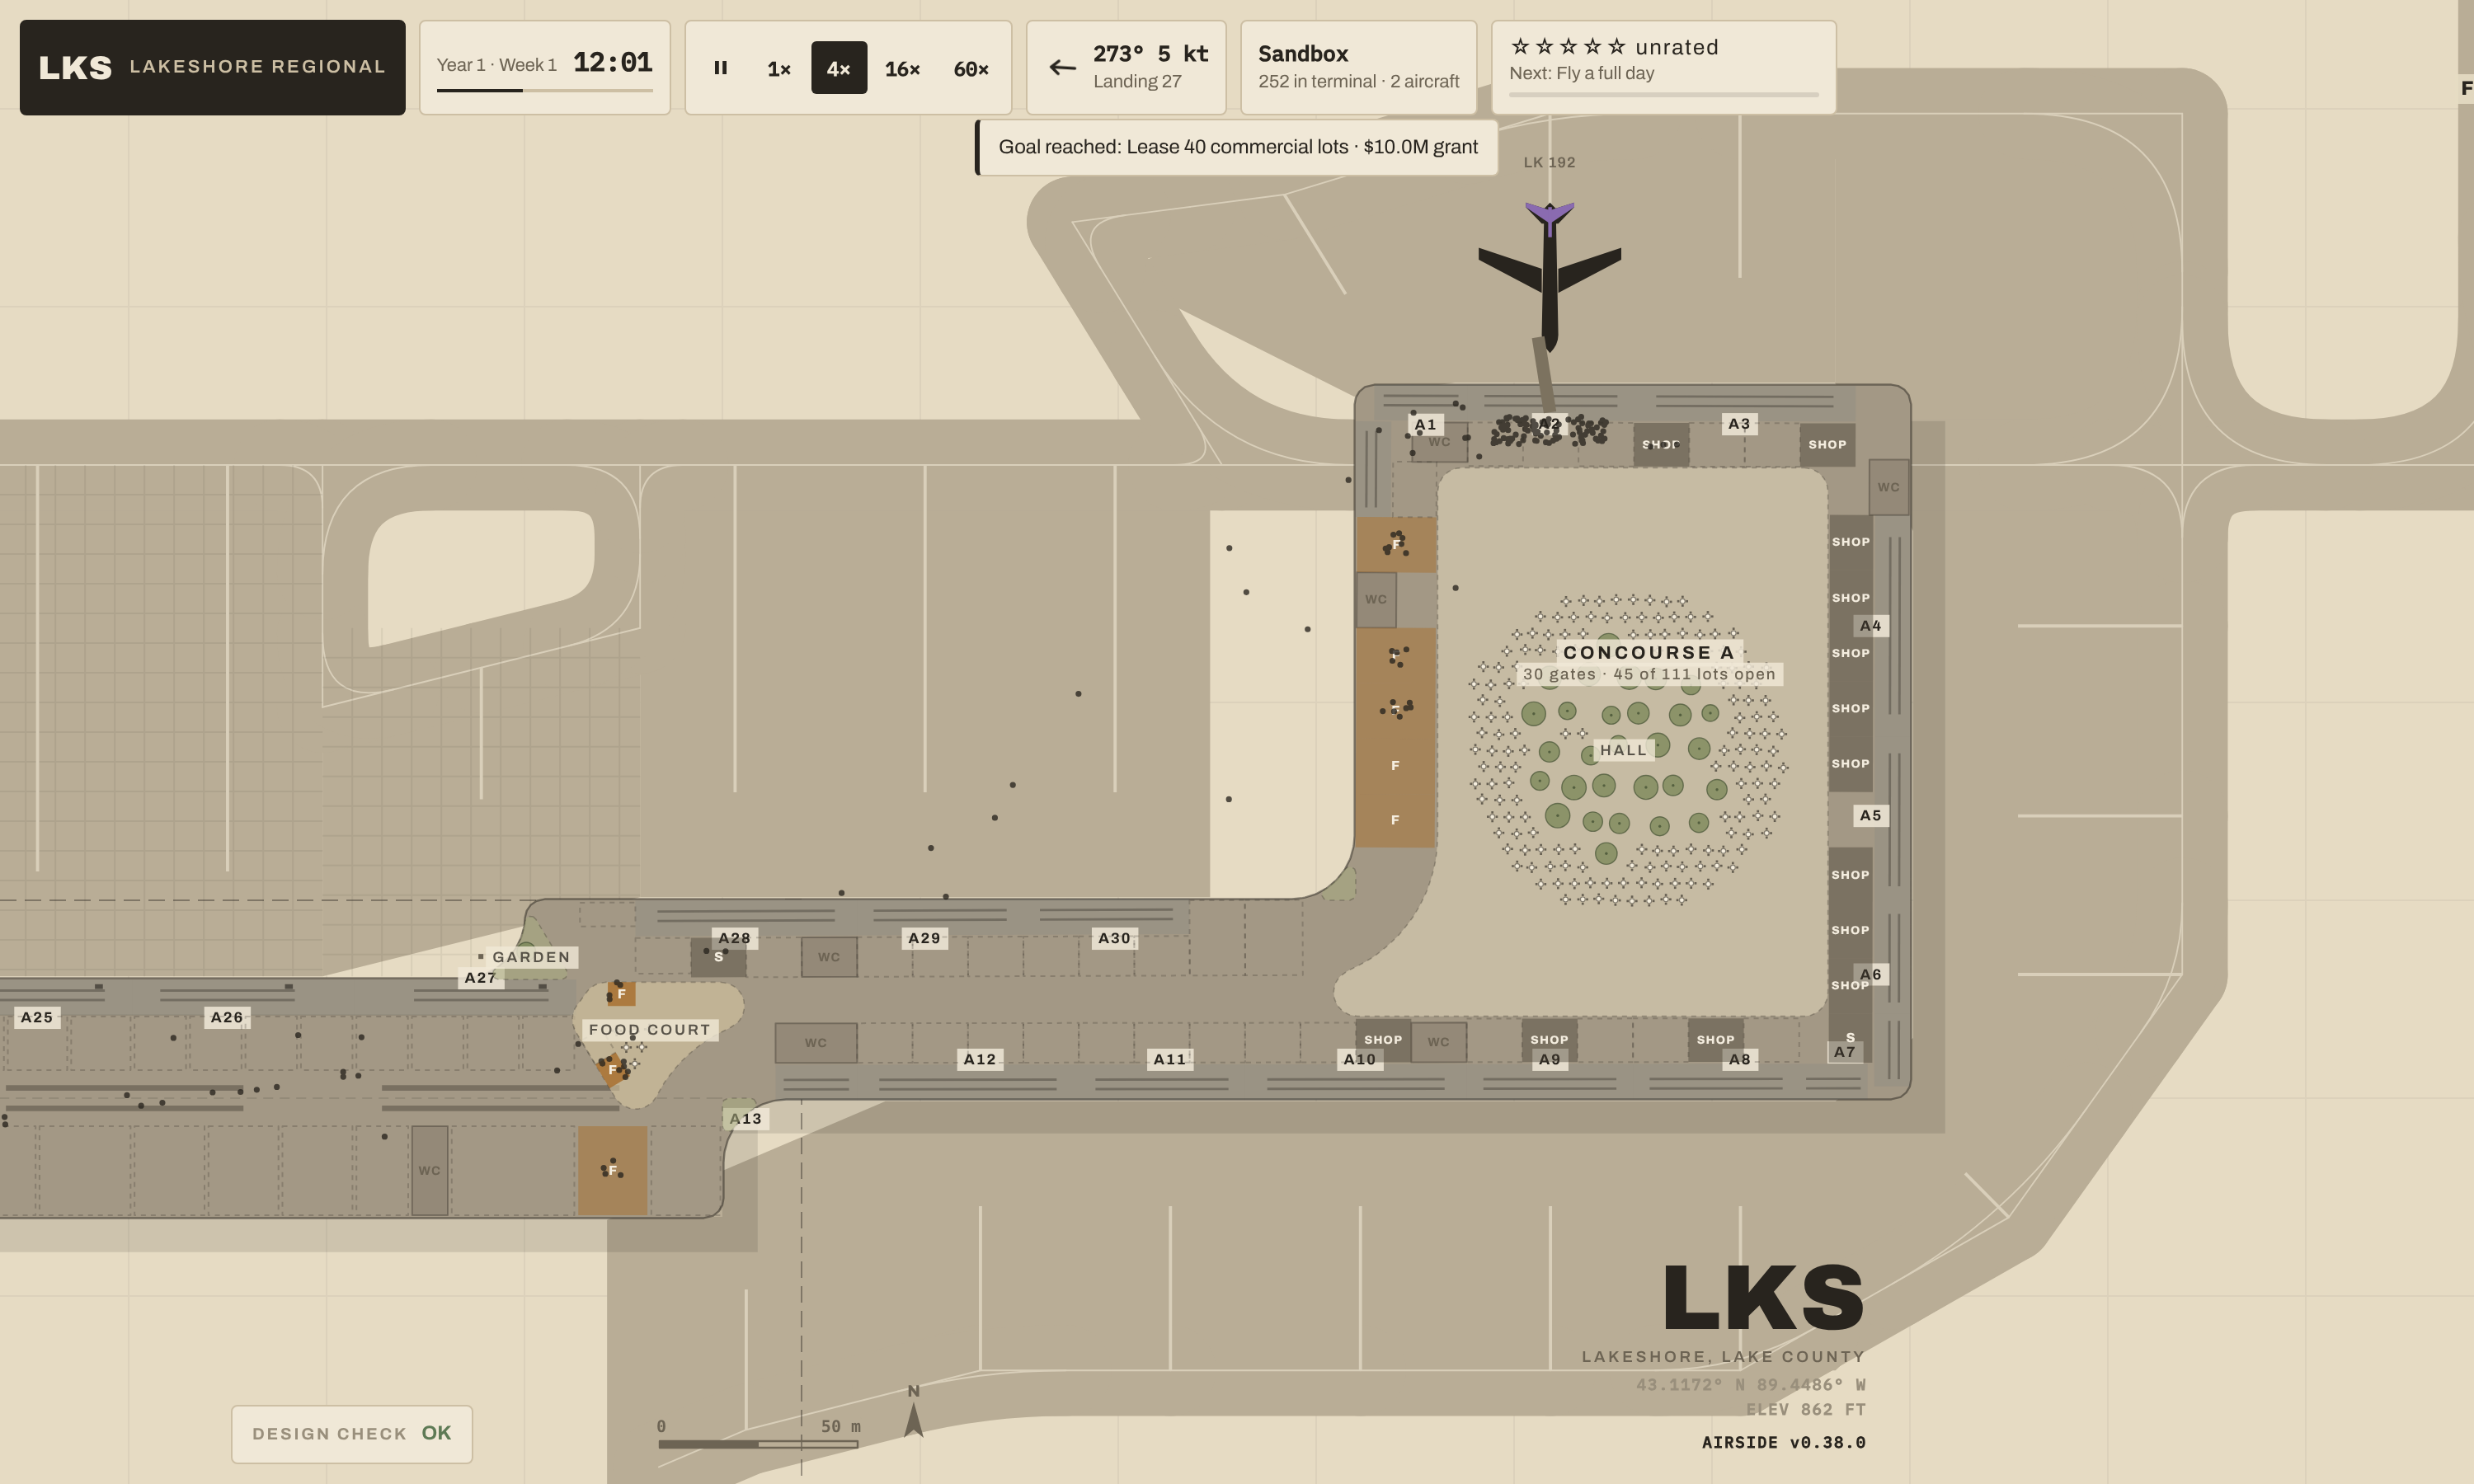 LKS LAKESHORE REGIONAL
Year 1 · Week 1 12:01
1× 4× 16× 60×
273° 5 kt
Landing 27
Sandbox
252 in terminal · 2 aircraft
☆☆☆☆☆ unrated
Next: Fly a full day
Goal reached: Lease 40 commercial lots · $10.0M grant
LK 192
A1
A2
A3
WC
SHOP
SHOP
WC
F
SHOP
WC
SHOP
A4
SHOP
CONCOURSE A
30 gates · 45 of 111 lots open
SHOP
HALL
F
SHOP
A5
F
SHOP
A28
A29
A30
SHOP
S
WC
GARDEN
A27
A6
SHOP
F
A25
A26
FOOD COURT
WC
SHOP
WC
SHOP
SHOP
S
A12
A11
A10
A9
A8
A7
F
A13
WC
F
LKS
LAKESHORE, LAKE COUNTY
43.1172° N 89.4486° W
ELEV 862 FT
AIRSIDE v0.38.0
N
0 50 m
DESIGN CHECK OK